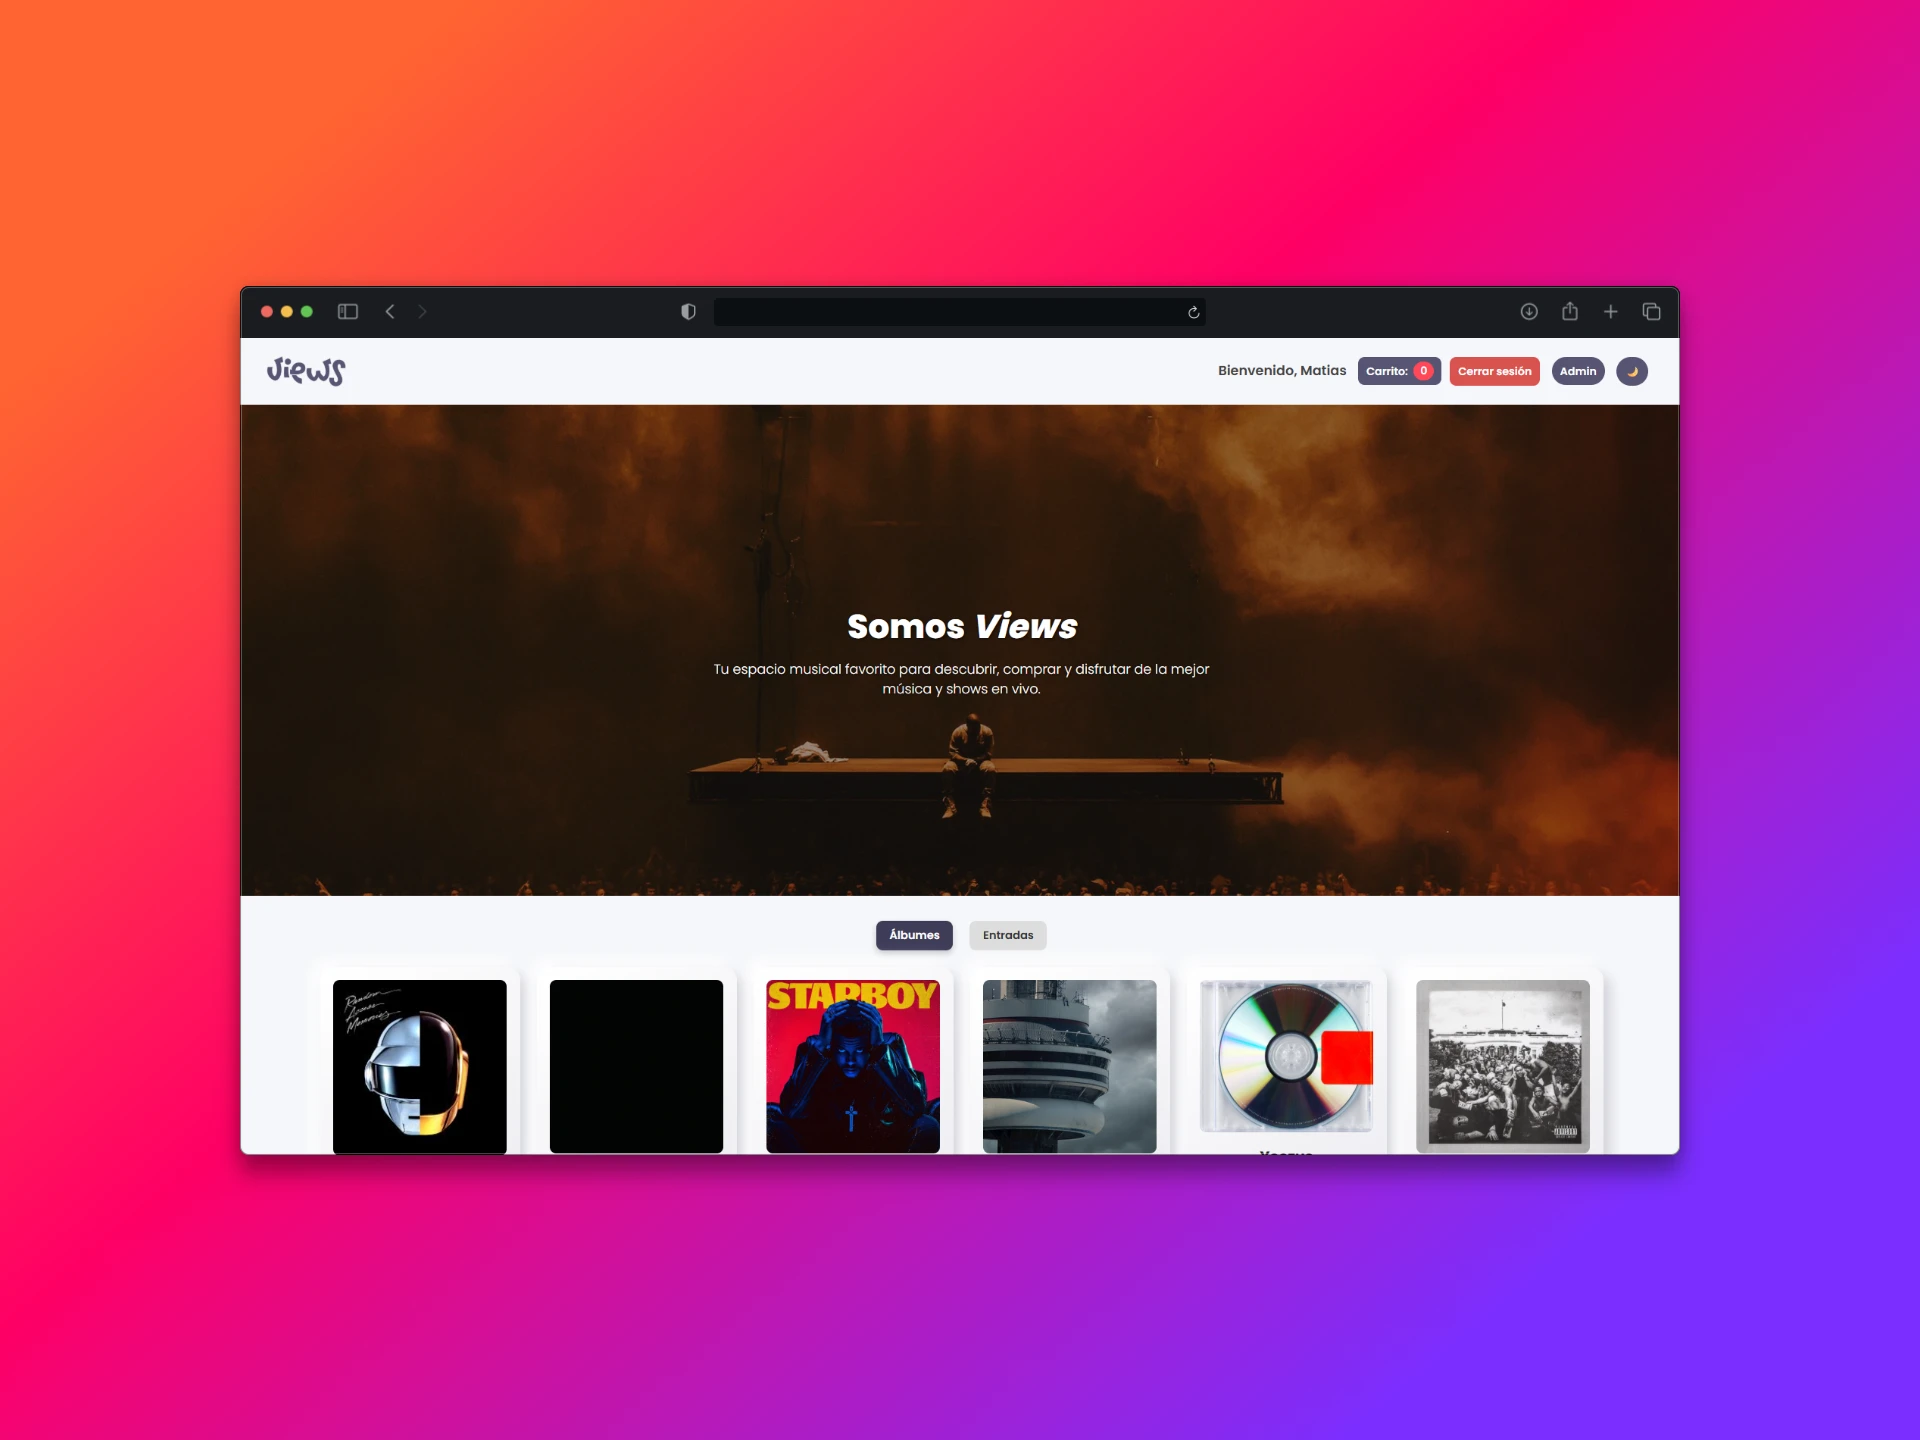 views
Bienvenido, Matias
Carrito: 0
Cerrar sesión
Admin
Somos Views
Tu espacio musical favorito para descubrir, comprar y disfrutar de la mejor
música y shows en vivo.
Álbumes
Entradas
Random
Access
Memories
STARBOY